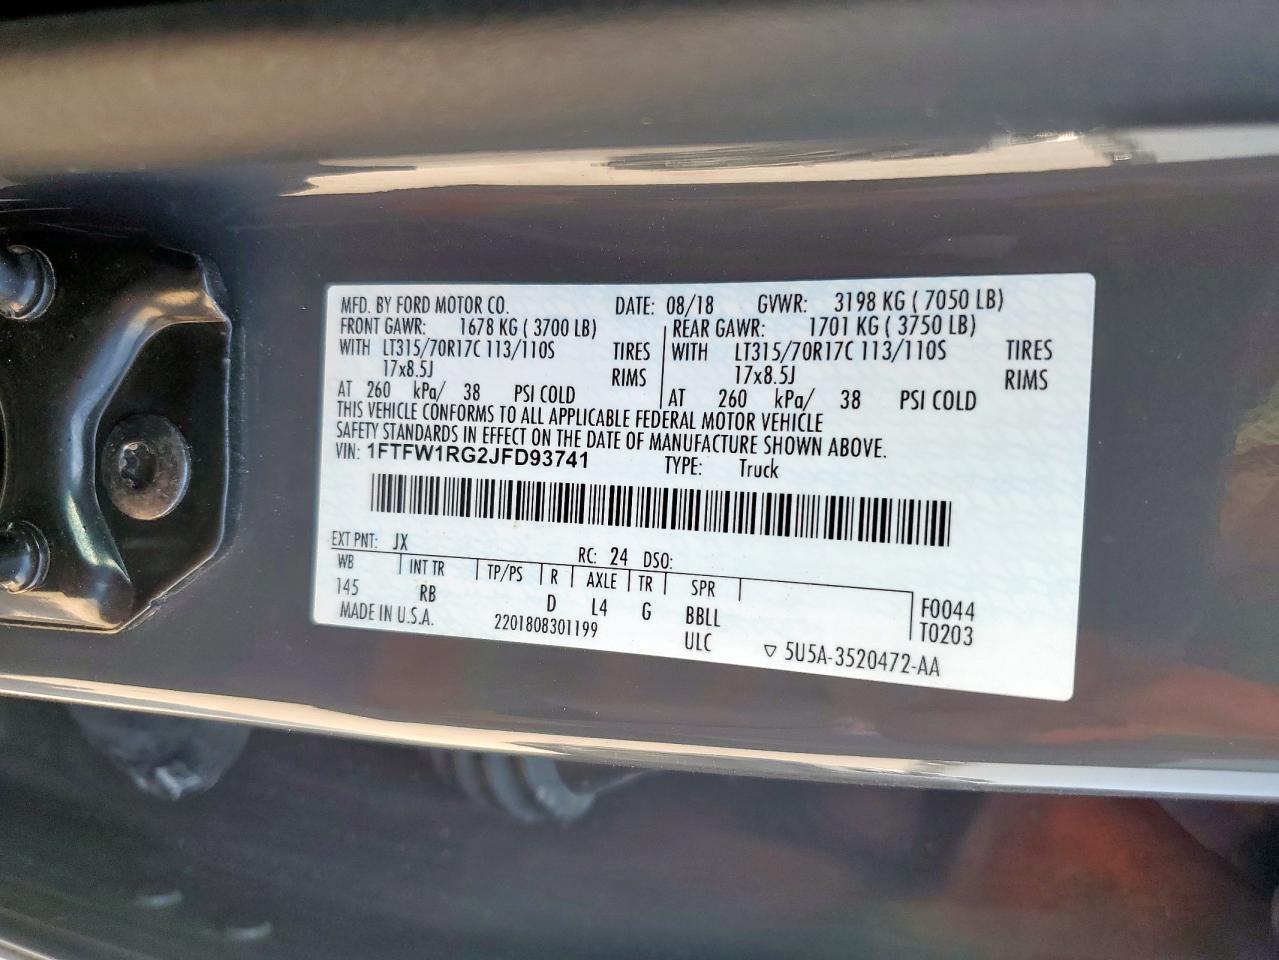 MFD. BY FORD MOTOR CO. DATE: 08/18 GVWR: 3198 KG ( 7050 LB)
FRONT GAWR: 1678 KG ( 3700 LB) REAR GAWR: 1701 KG ( 3750 LB)
WITH LT315/70R17C 113/110S TIRES WITH LT315/70R17C 113/110S TIRES
17x8.5J RIMS 17x8.5J RIMS
AT 260 kPa/ 38 PSI COLD AT 260 kPa/ 38 PSI COLD
THIS VEHICLE CONFORMS TO ALL APPLICABLE FEDERAL MOTOR VEHICLE
SAFETY STANDARDS IN EFFECT ON THE DATE OF MANUFACTURE SHOWN ABOVE.
VIN: 1FTFW1RG2JFD93741 TYPE: Truck
EXT PNT: JX RC: 24 DSO:
WB INT TR TP/PS R AXLE TR SPR
145 RB D L4 G BBLL F0044
MADE IN U.S.A. 2201808301199 ULC T0203
▽ 5U5A-3520472-AA